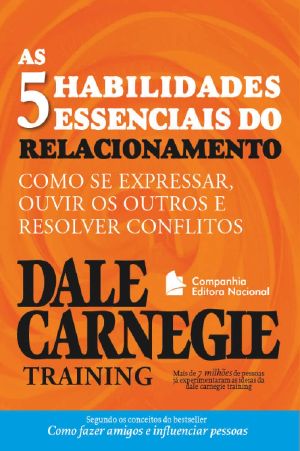 AS
5 HABILIDADES
ESSENCIAIS DO
RELACIONAMENTO
COMO SE EXPRESSAR,
OUVIR OS OUTROS E
RESOLVER CONFLITOS
DALE
Companhia
Editora Nacional
CARNEGIE
TRAINING
Mais de 7 milhões de pessoas
já experimentaram as ideias da
dale carnegie training
Segundo os conceitos do bestseller
Como fazer amigos e influenciar pessoas